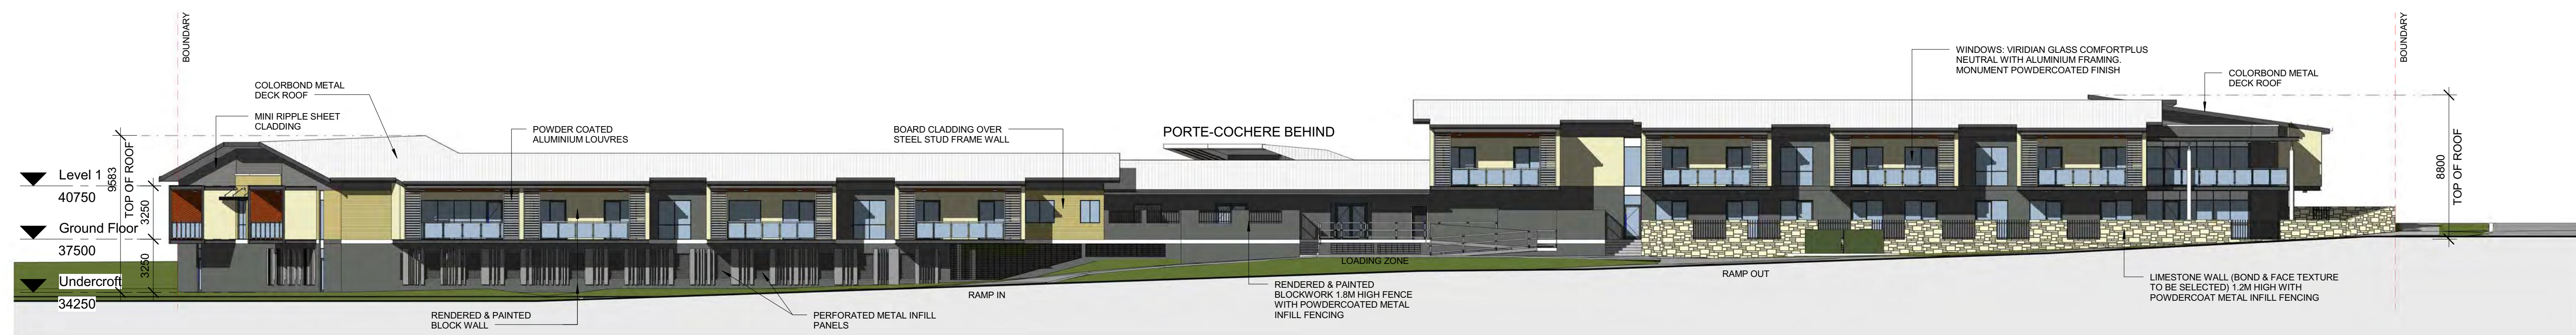 BOUNDARY
COLORBOND METAL
DECK ROOF
MINI RIPPLE SHEET
CLADDING
POWDER COATED
ALUMINIUM LOUVRES
BOARD CLADDING OVER
STEEL STUD FRAME WALL
PORTE-COCHERE BEHIND
WINDOWS: VIRIDIAN GLASS COMFORTPLUS
NEUTRAL WITH ALUMINIUM FRAMING.
MONUMENT POWDERCOATED FINISH
COLORBOND METAL
DECK ROOF
BOUNDARY
Level 1
40750
Ground Floor
37500
Undercroft
34250
9583
TOP OF ROOF
3250
3250
8800
TOP OF ROOF
LOADING ZONE
RAMP IN
RAMP OUT
RENDERED & PAINTED
BLOCK WALL
PERFORATED METAL INFILL
PANELS
RENDERED & PAINTED
BLOCKWORK 1.8M HIGH FENCE
WITH POWDERCOATED METAL
INFILL FENCING
LIMESTONE WALL (BOND & FACE TEXTURE
TO BE SELECTED) 1.2M HIGH WITH
POWDERCOAT METAL INFILL FENCING